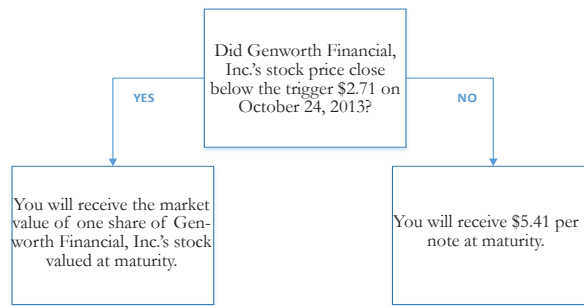 Did Genworth Financial,
Inc.'s stock price close
below the trigger $2.71 on
October 24, 2013?
YES
NO
You will receive the market
value of one share of Gen-
worth Financial, Inc.'s stock
valued at maturity.
You will receive $5.41 per
note at maturity.